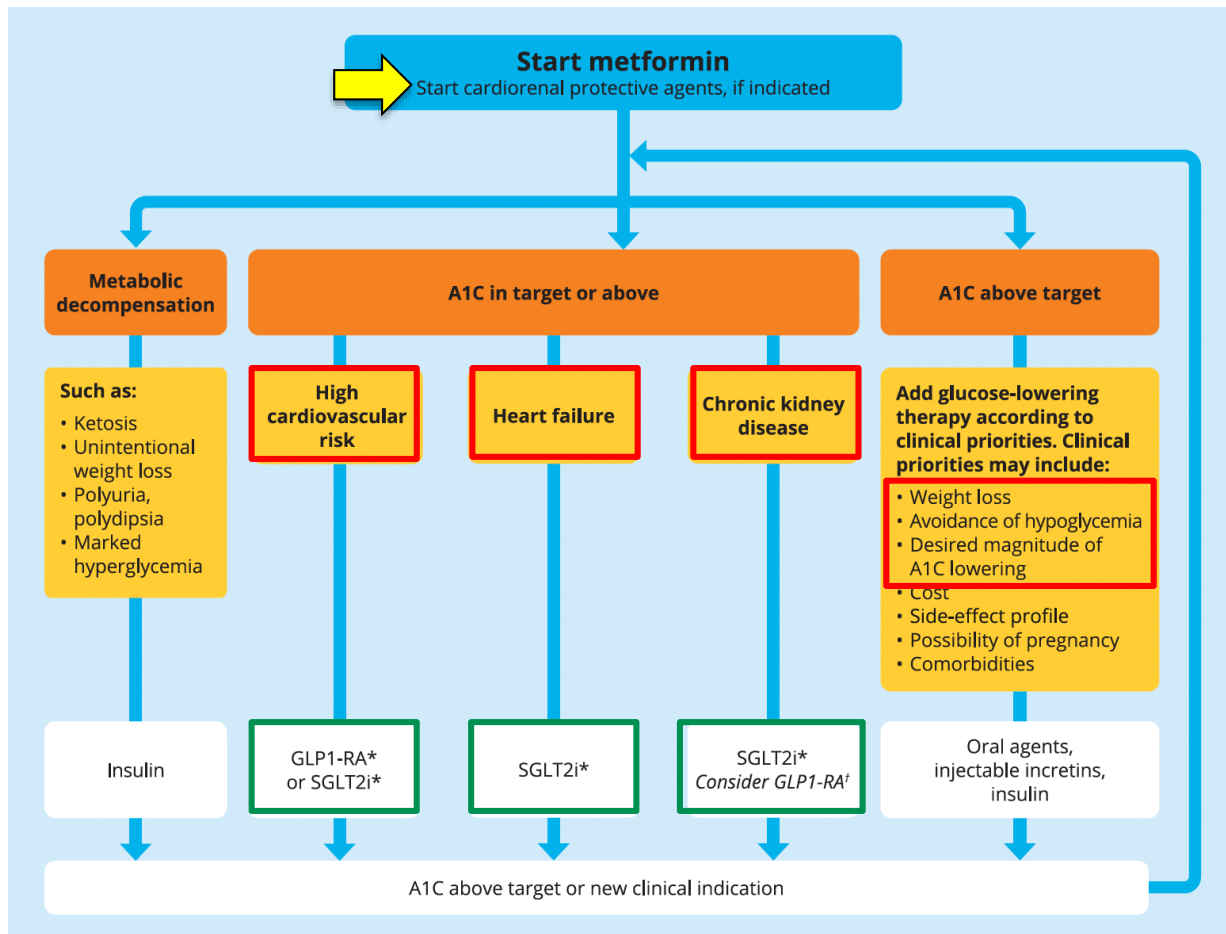 Start metformin
Start cardiorenal protective agents, if indicated
Metabolic
decompensation
A1C in target or above
A1C above target
Such as:
• Ketosis
• Unintentional
weight loss
• Polyuria,
polydipsia
• Marked
hyperglycemia
High
cardiovascular
risk
Heart failure
Chronic kidney
disease
Add glucose-lowering
therapy according to
clinical priorities. Clinical
priorities may include:
• Weight loss
• Avoidance of hypoglycemia
• Desired magnitude of
A1C lowering
• Cost
• Side-effect profile
• Possibility of pregnancy
• Comorbidities
Insulin
GLP1-RA*
or SGLT2i*
SGLT2i*
SGLT2i*
Consider GLP1-RA†
Oral agents,
injectable incretins,
insulin
A1C above target or new clinical indication